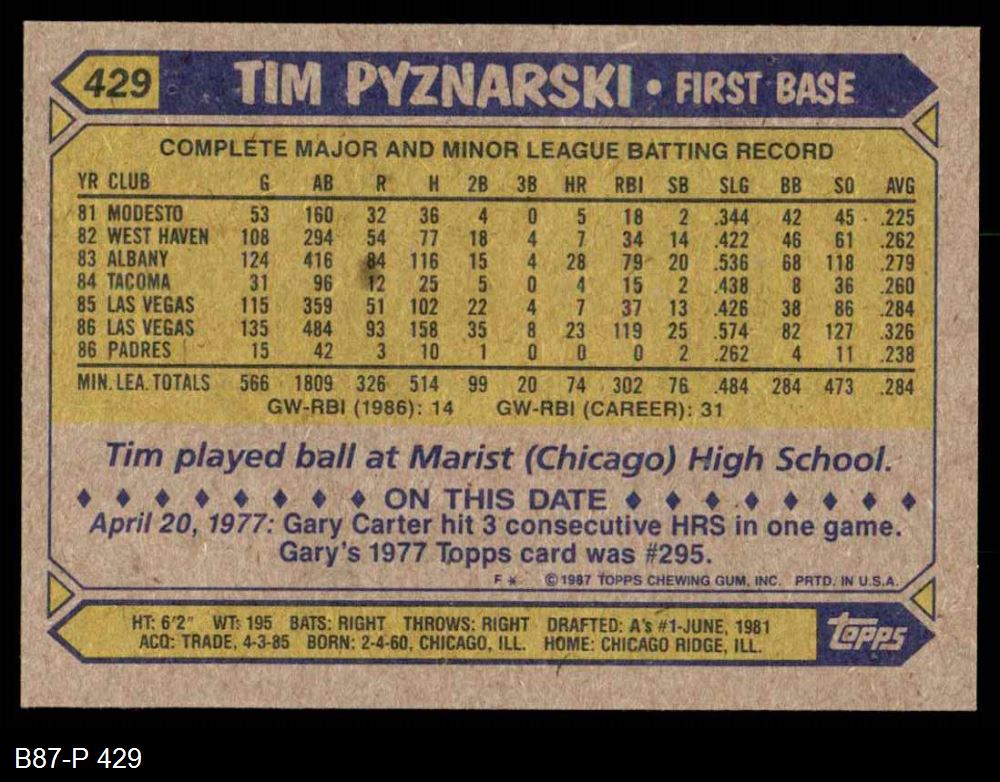 429 TIM PYZNARSKI • FIRST BASE
COMPLETE MAJOR AND MINOR LEAGUE BATTING RECORD
YR CLUB G AB R H 2B 3B HR RBI SB SLG BB SO AVG
81 MODESTO 53 160 32 36 4 0 5 18 2 .344 42 45 .225
82 WEST HAVEN 108 294 54 77 18 4 7 34 14 .422 46 61 .262
83 ALBANY 124 416 84 116 15 4 28 79 20 .536 68 118 .279
84 TACOMA 31 96 12 25 5 0 4 15 2 .438 8 36 .260
85 LAS VEGAS 115 359 51 102 22 4 7 37 13 .426 38 86 .284
86 LAS VEGAS 135 484 93 158 35 8 23 119 25 .574 82 127 .326
86 PADRES 15 42 3 10 1 0 0 0 2 .262 4 11 .238
MIN. LEA. TOTALS 566 1809 326 514 99 20 74 302 76 .484 284 473 .284
GW-RBI (1986): 14 GW-RBI (CAREER): 31
Tim played ball at Marist (Chicago) High School.
♦ ♦ ♦ ♦ ♦ ♦ ♦ ♦ ON THIS DATE ♦ ♦ ♦ ♦ ♦ ♦ ♦ ♦
April 20, 1977: Gary Carter hit 3 consecutive HRS in one game.
Gary's 1977 Topps card was #295.
F * © 1987 TOPPS CHEWING GUM, INC. PRTD. IN U.S.A.
HT: 6'2" WT: 195 BATS: RIGHT THROWS: RIGHT DRAFTED: A's #1-JUNE, 1981
ACQ: TRADE, 4-3-85 BORN: 2-4-60, CHICAGO, ILL. HOME: CHICAGO RIDGE, ILL.
topps
B87-P 429